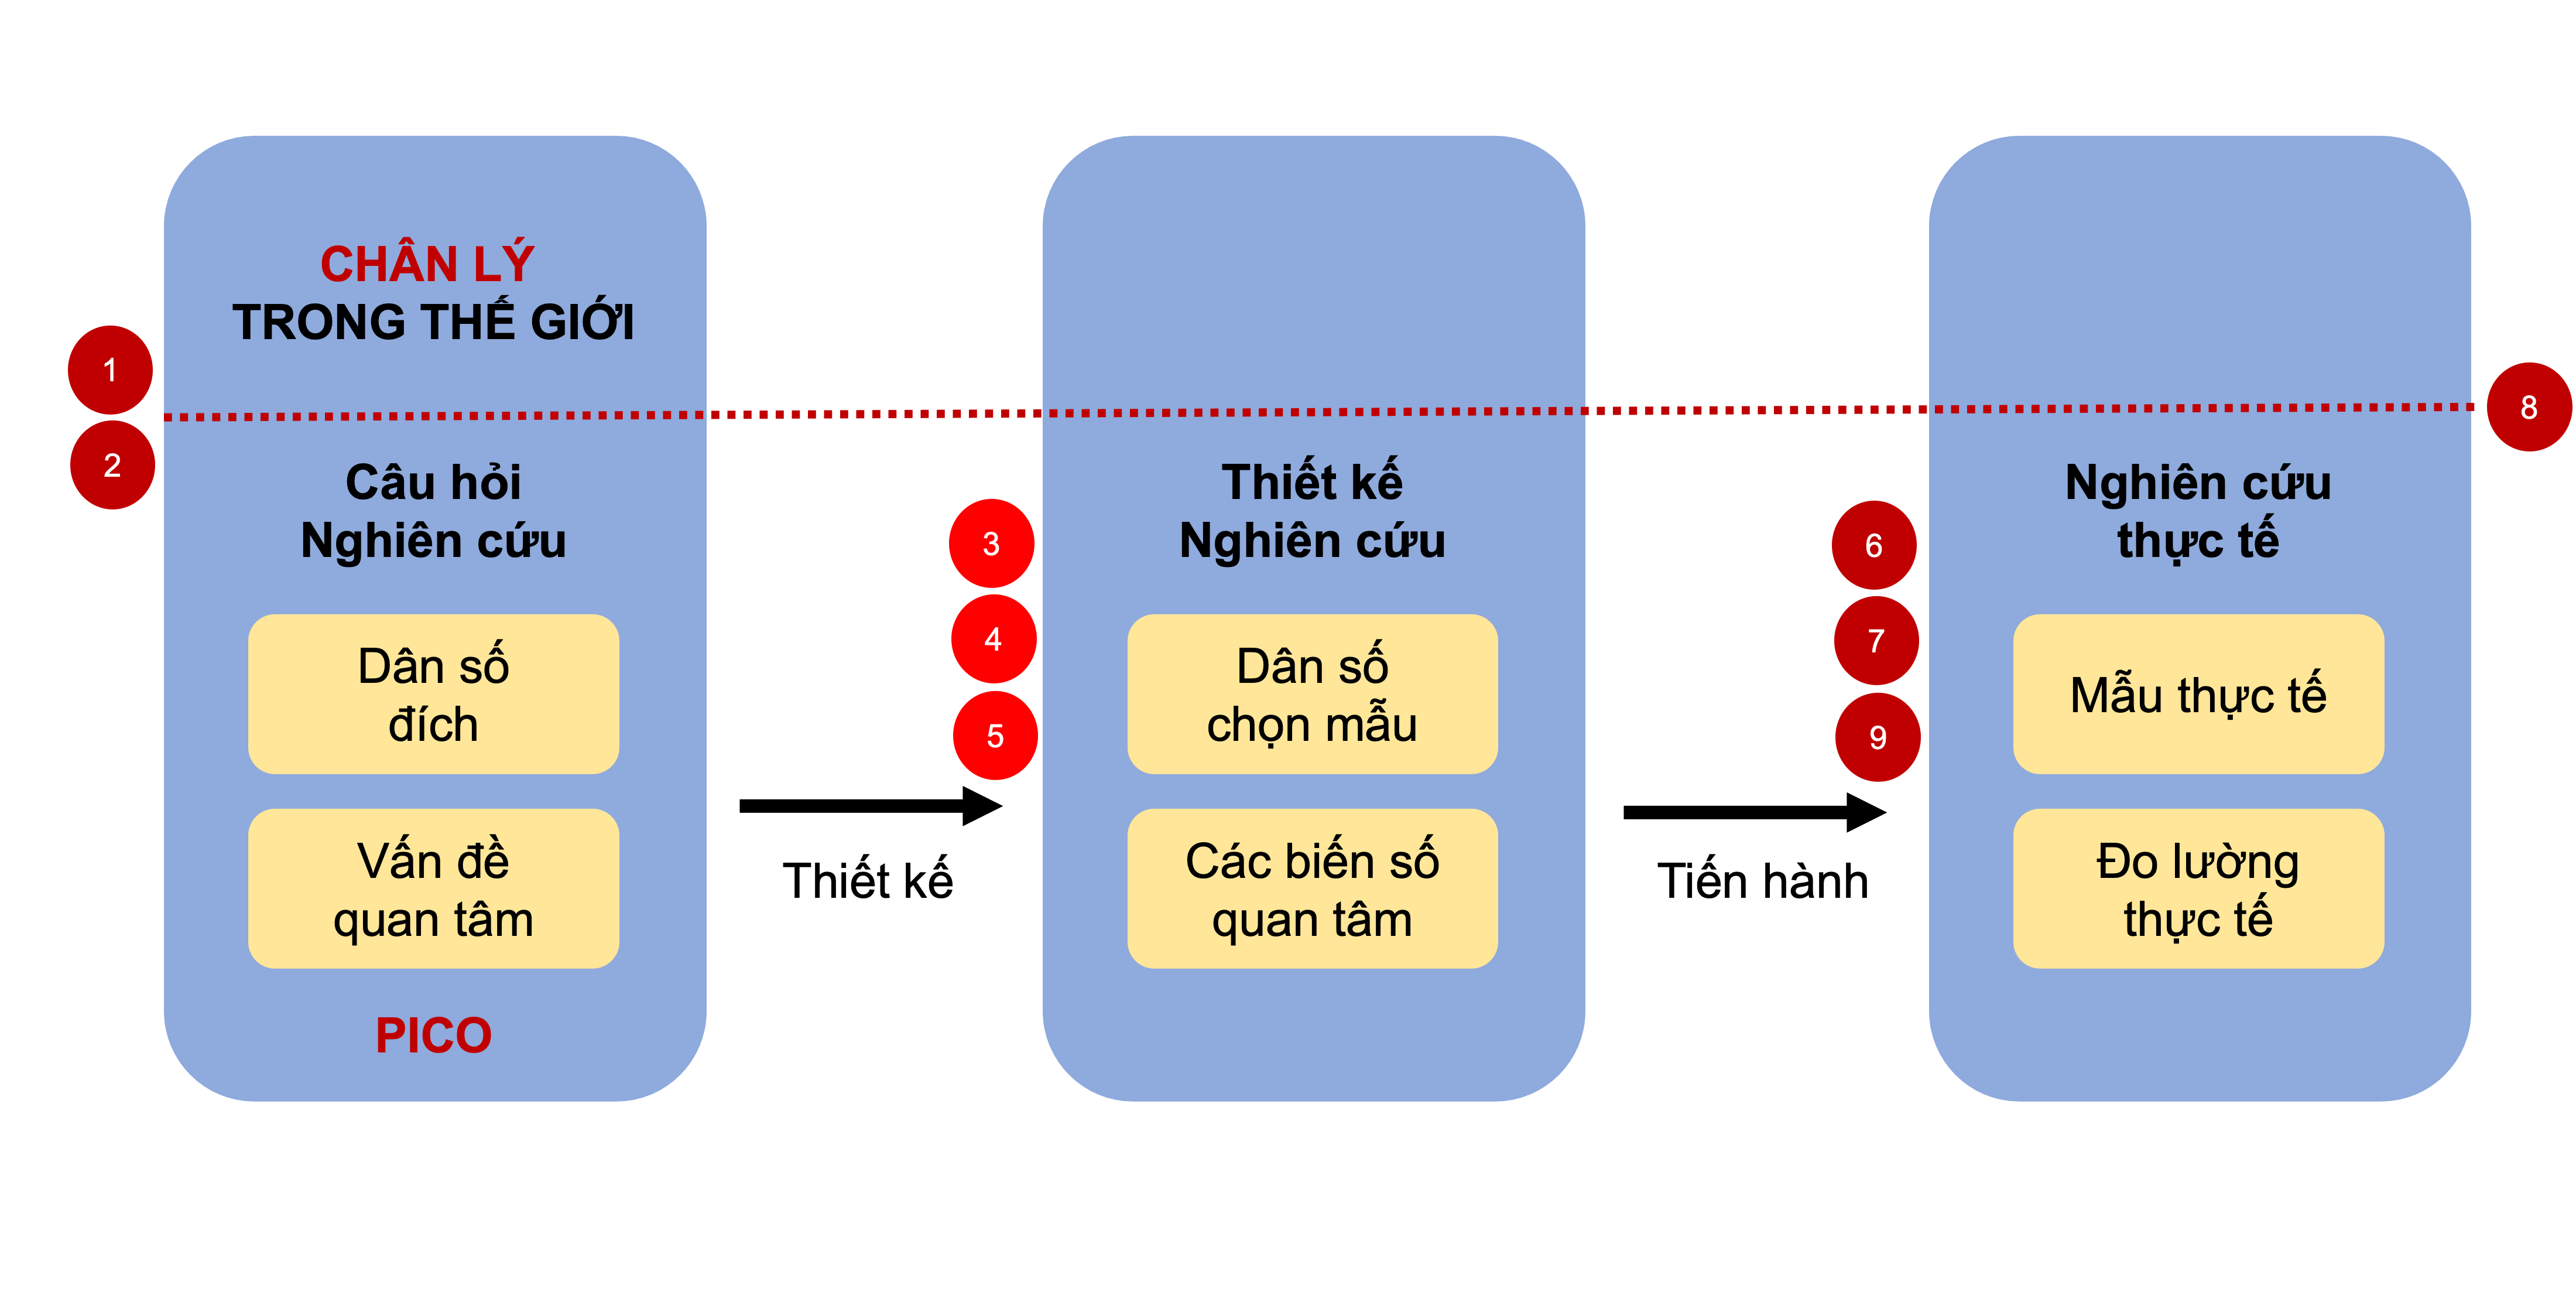 CHÂN LÝ
TRONG THẾ GIỚI
1
2
Câu hỏi
Nghiên cứu
Dân số
đích
Vấn đề
quan tâm
PICO
Thiết kế
3
4
5
Thiết kế
Nghiên cứu
Dân số
chọn mẫu
Các biến số
quan tâm
Tiến hành
6
7
9
Nghiên cứu
thực tế
Mẫu thực tế
Đo lường
thực tế
8